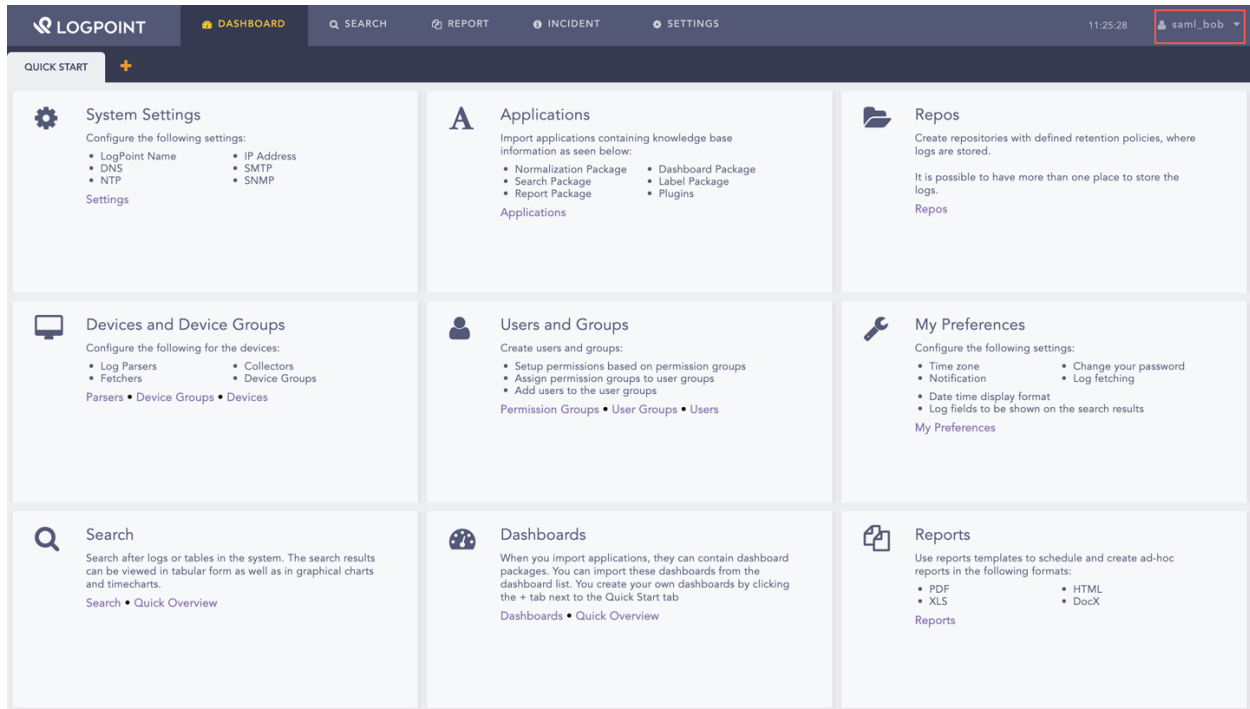 LOGPOINT DASHBOARD SEARCH REPORT INCIDENT SETTINGS 11:25:28 saml_bob
QUICK START
System Settings
Configure the following settings:
• LogPoint Name • IP Address
• DNS • SMTP
• NTP • SNMP
Settings
Applications
Import applications containing knowledge base
information as seen below:
• Normalization Package • Dashboard Package
• Search Package • Label Package
• Report Package • Plugins
Applications
Repos
Create repositories with defined retention policies, where
logs are stored.
It is possible to have more than one place to store the
logs.
Repos
Devices and Device Groups
Configure the following for the devices:
• Log Parsers • Collectors
• Fetchers • Device Groups
Parsers • Device Groups • Devices
Users and Groups
Create users and groups:
• Setup permissions based on permission groups
• Assign permission groups to user groups
• Add users to the user groups
Permission Groups • User Groups • Users
My Preferences
Configure the following settings:
• Time zone • Change your password
• Notification • Log fetching
• Date time display format
• Log fields to be shown on the search results
My Preferences
Search
Search after logs or tables in the system. The search results
can be viewed in tabular form as well as in graphical charts
and timecharts.
Search • Quick Overview
Dashboards
When you import applications, they can contain dashboard
packages. You can import these dashboards from the
dashboard list. You create your own dashboards by clicking
the + tab next to the Quick Start tab
Dashboards • Quick Overview
Reports
Use reports templates to schedule and create ad-hoc
reports in the following formats:
• PDF • HTML
• XLS • DocX
Reports